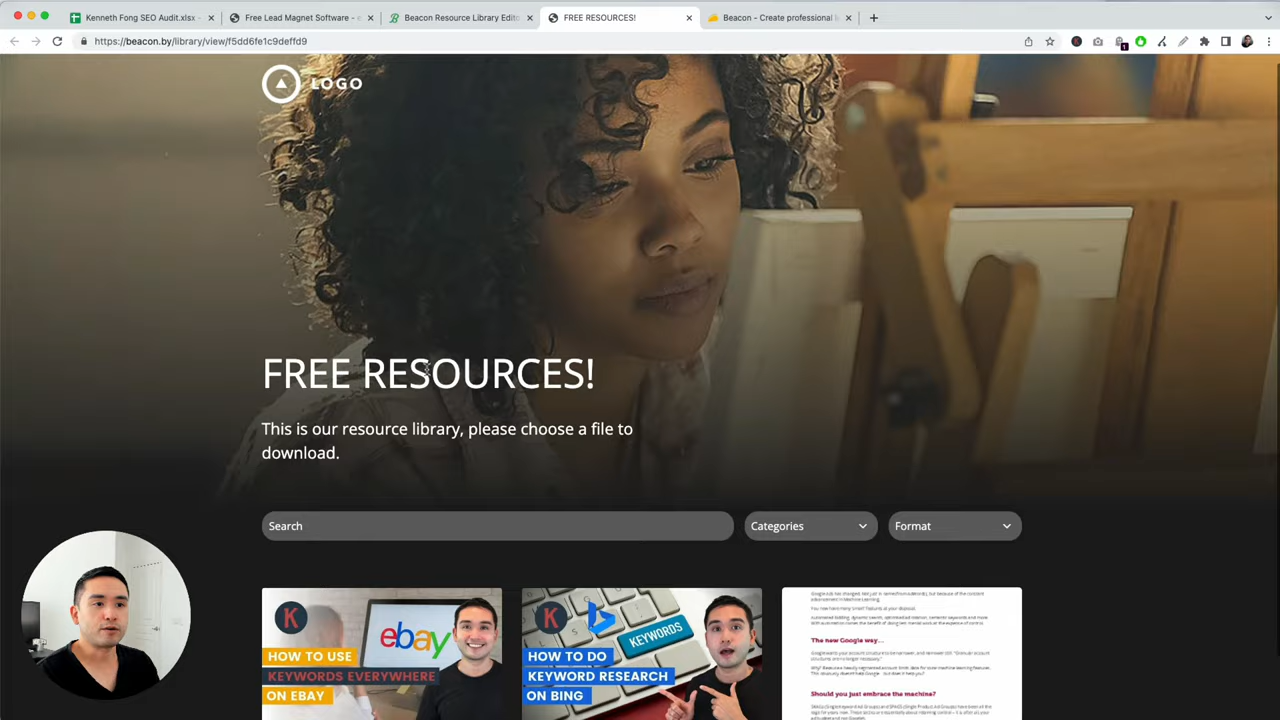 Kenneth Fong SEO Audit.xlsx
Free Lead Magnet Software - e
Beacon Resource Library Edito
FREE RESOURCES!
Beacon - Create professional l
https://beacon.by/library/view/f5dd6fe1c9deffd9
LOGO
FREE RESOURCES!
This is our resource library, please choose a file to
download.
Search
Categories
Format
K
ebay
HOW TO USE
KEYWORDS EVERYWHERE
ON EBAY
K
KEYWORDS
HOW TO DO
KEYWORD RESEARCH
ON BING
The new Google way...
Should you just embrace the machine?